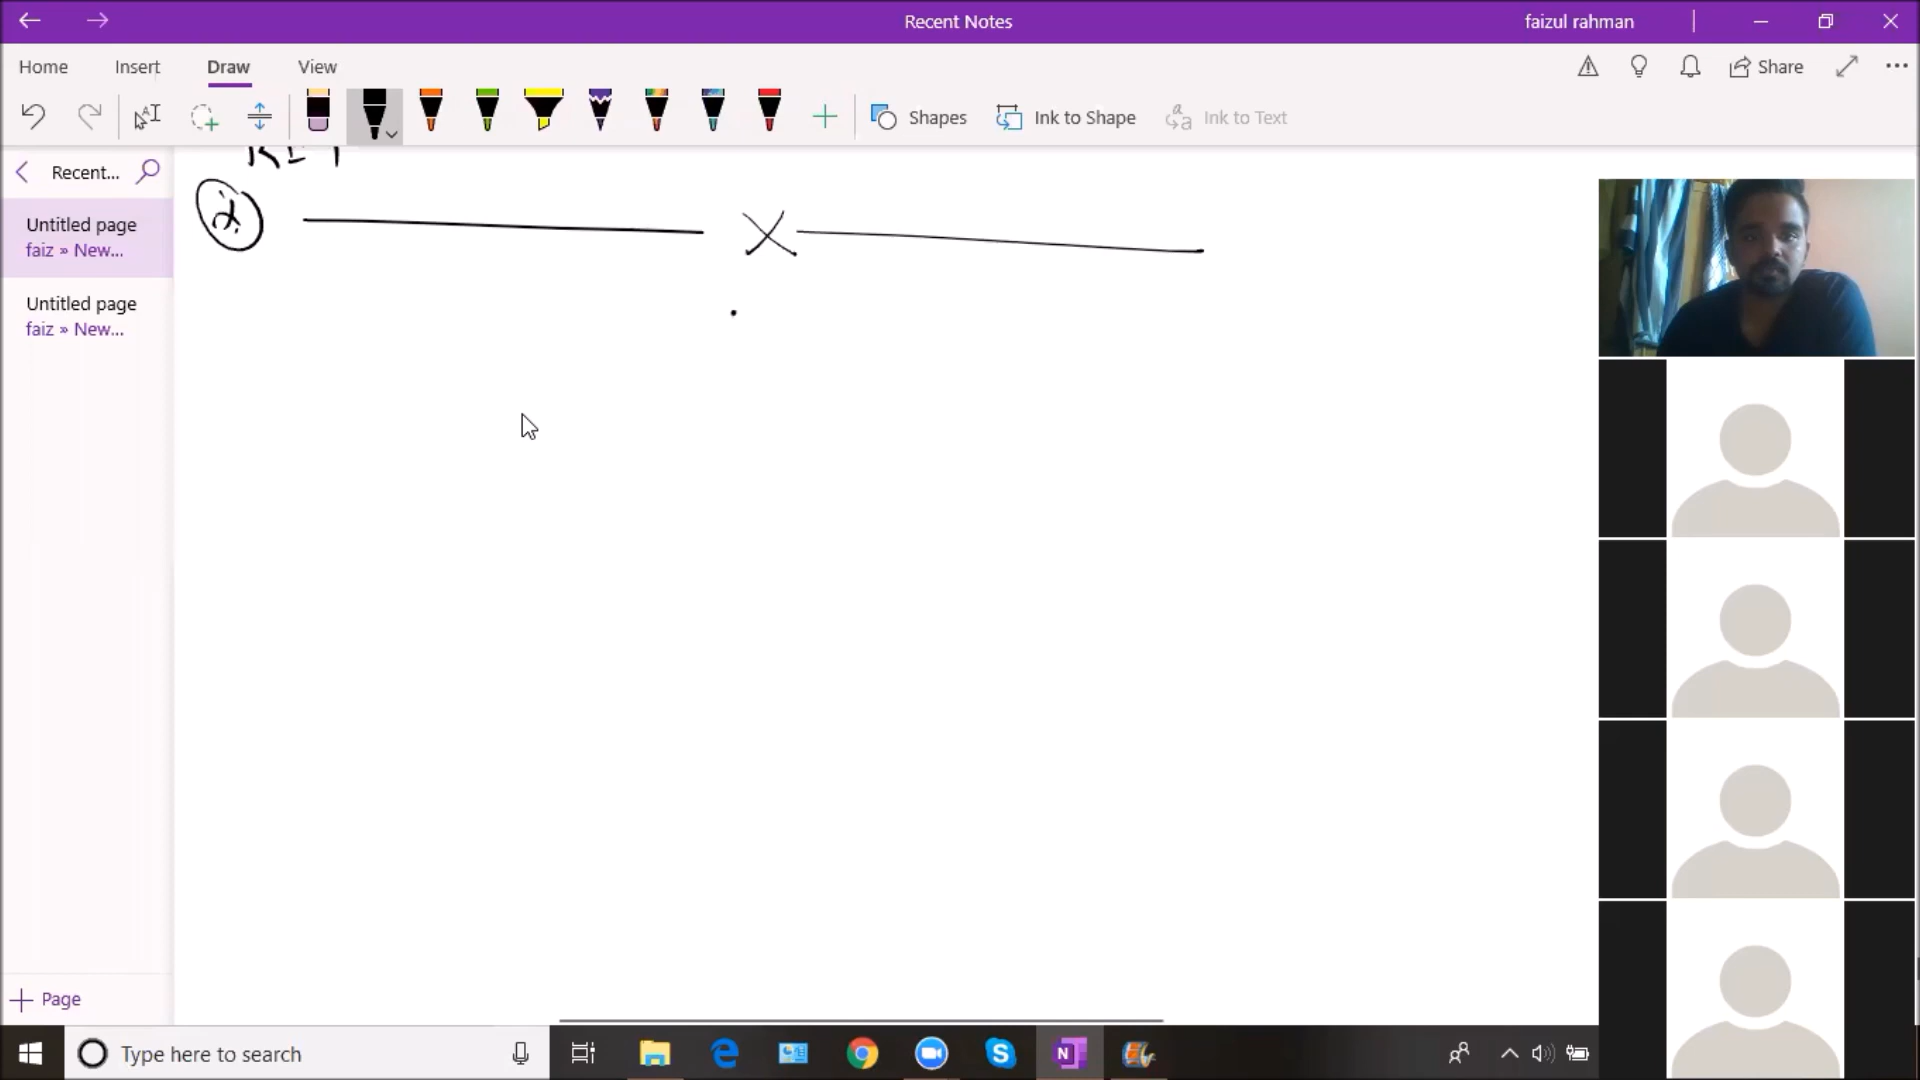 Recent Notes faizul rahman
Home Insert Draw View Share
Shapes Ink to Shape Ink to Text
Recent...
Untitled page
faiz » New...
Untitled page
faiz » New...
X
Page
Type here to search